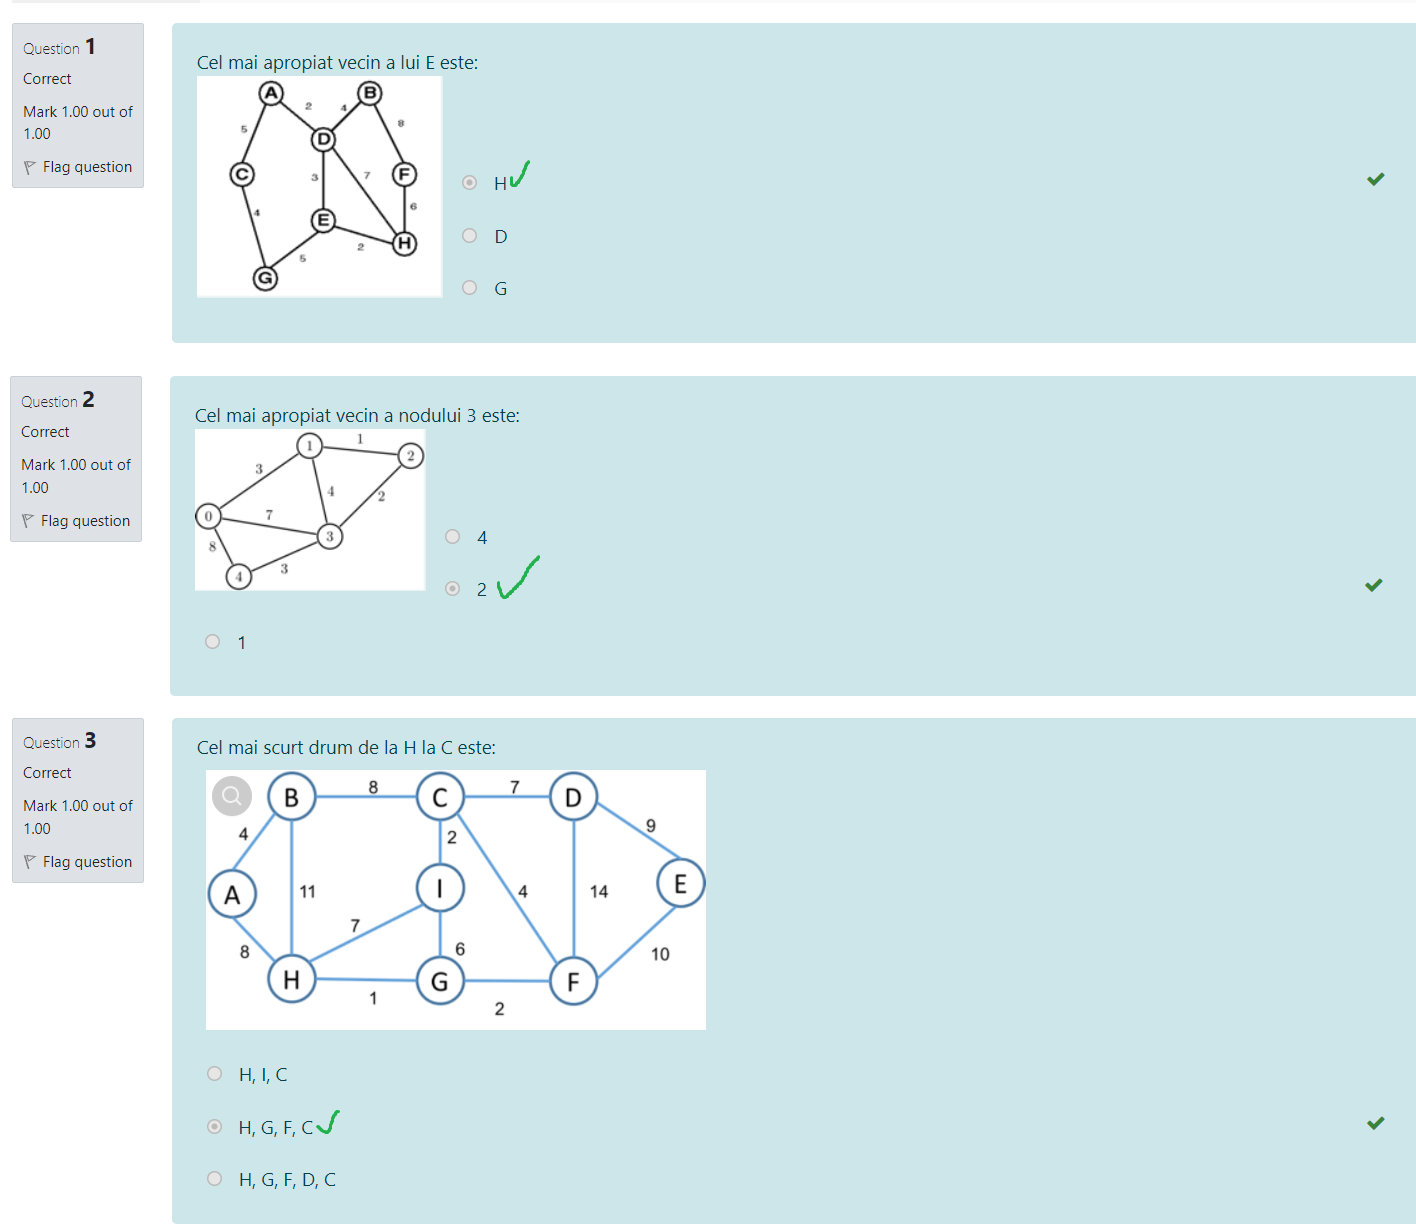 Question 1
Correct
Mark 1.00 out of
1.00
Flag question
Cel mai apropiat vecin a lui E este:
A
B
2
4
5
8
D
C
F
3
7
6
4
E
H
2
5
G
H
D
G
Question 2
Correct
Mark 1.00 out of
1.00
Flag question
Cel mai apropiat vecin a nodului 3 este:
1
1
2
3
4
2
0
7
3
8
3
4
4
2
1
Question 3
Correct
Mark 1.00 out of
1.00
Flag question
Cel mai scurt drum de la H la C este:
B
8
C
7
D
4
2
9
A
11
I
4
14
E
7
8
6
10
H
G
F
1
2
H, I, C
H, G, F, C
H, G, F, D, C